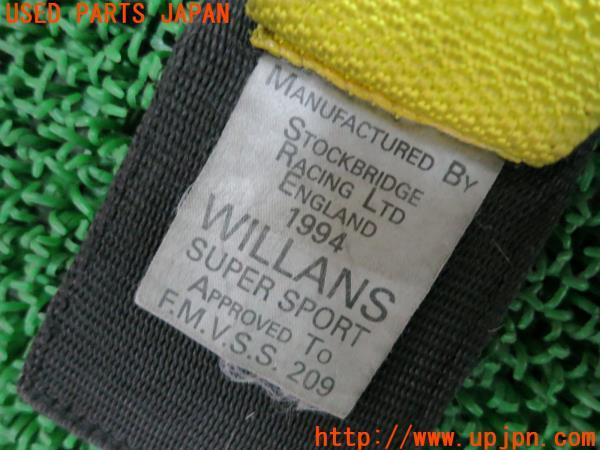 USED PARTS JAPAN
MANUFACTURED BY
STOCKBRIDGE
RACING LTD
ENGLAND
1994
WILLANS
SUPER SPORT
APPROVED TO
F.M.V.S.S. 209
http://www.upjpn.com/